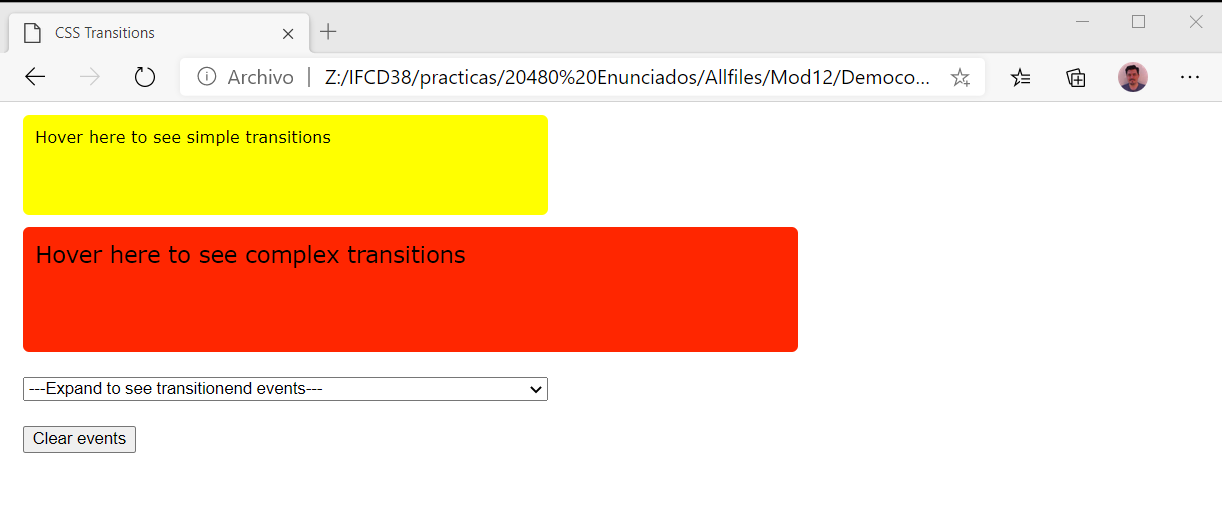 CSS Transitions
Archivo | Z:/IFCD38/practicas/20480%20Enunciados/Allfiles/Mod12/Democo...
Hover here to see simple transitions
Hover here to see complex transitions
---Expand to see transitionend events---
Clear events